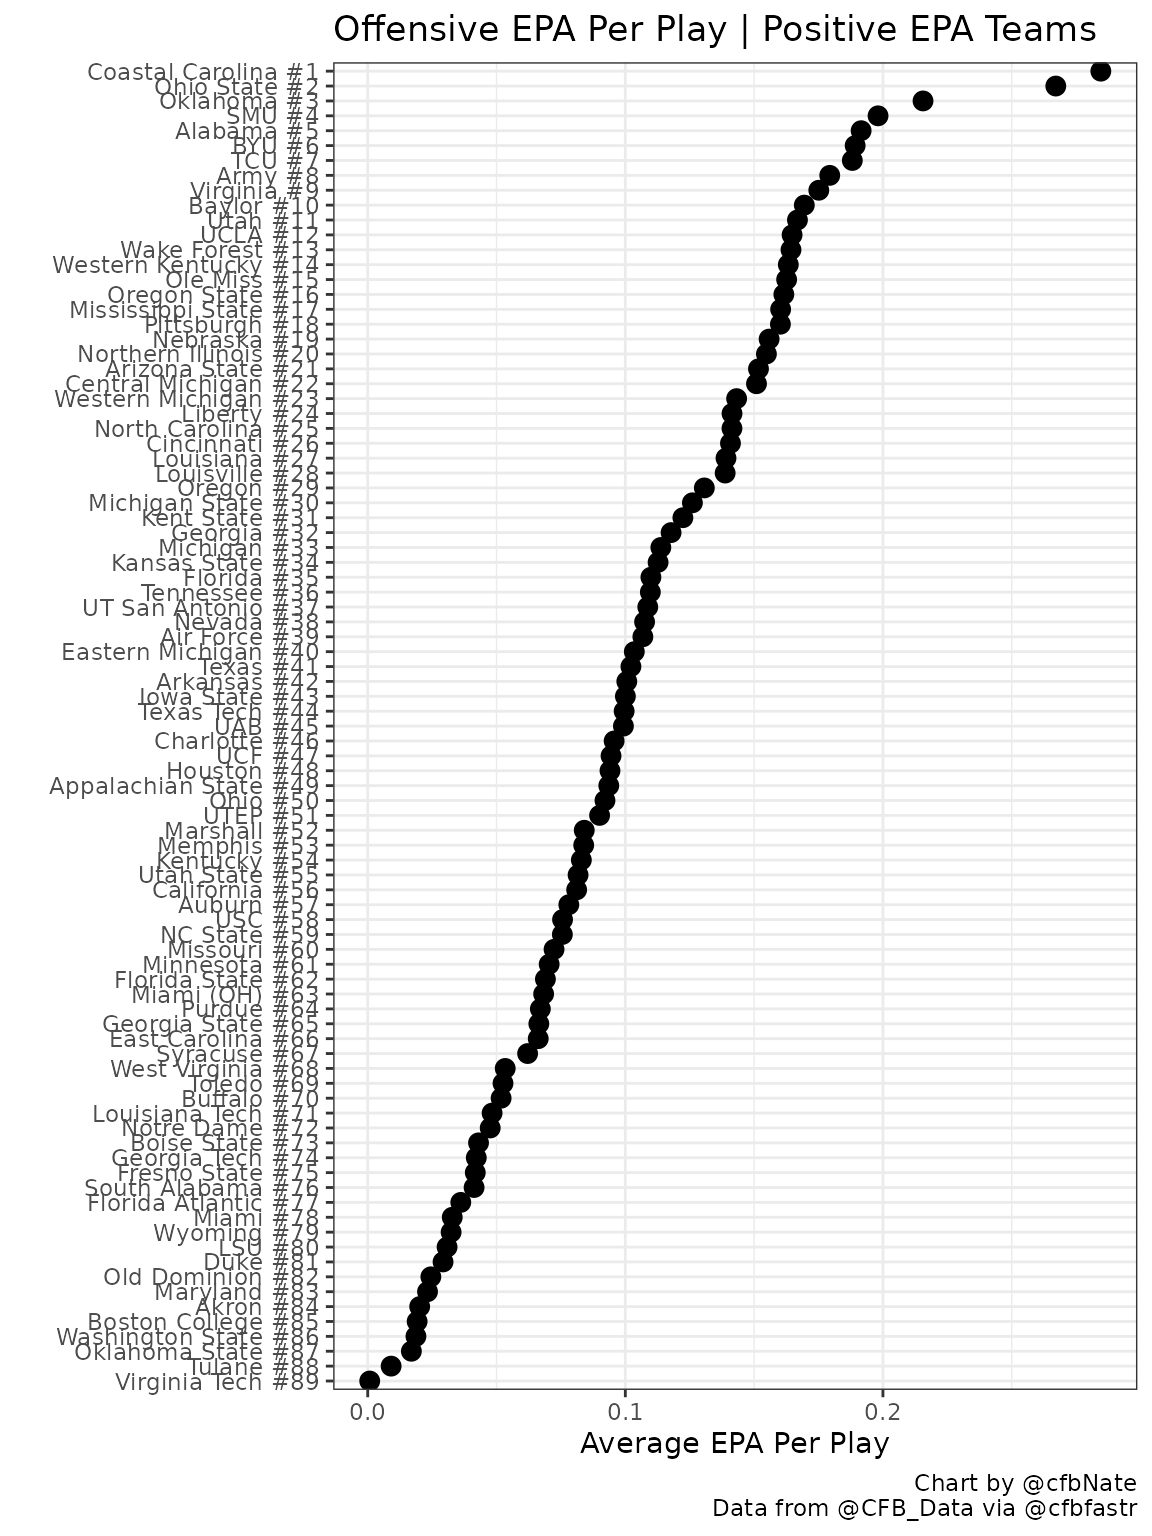 Offensive EPA Per Play | Positive EPA Teams
Coastal Carolina #1
Ohio State #2
Oklahoma #3
SMU #4
Alabama #5
BYU #6
TCU #7
Army #8
Virginia #9
Baylor #10
Utah #11
UCLA #12
Wake Forest #13
Western Kentucky #14
Ole Miss #15
Oregon State #16
Mississippi State #17
Pittsburgh #18
Nebraska #19
Northern Illinois #20
Arizona State #21
Central Michigan #22
Western Michigan #23
Liberty #24
North Carolina #25
Cincinnati #26
Louisiana #27
Louisville #28
Oregon #29
Michigan State #30
Kent State #31
Georgia #32
Michigan #33
Kansas State #34
Florida #35
Tennessee #36
UT San Antonio #37
Nevada #38
Air Force #39
Eastern Michigan #40
Texas #41
Arkansas #42
Iowa State #43
Texas Tech #44
UAB #45
Charlotte #46
UCF #47
Houston #48
Appalachian State #49
Ohio #50
UTEP #51
Marshall #52
Memphis #53
Kentucky #54
Utah State #55
California #56
Auburn #57
USC #58
NC State #59
Missouri #60
Minnesota #61
Florida State #62
Miami (OH) #63
Purdue #64
Georgia State #65
East Carolina #66
Syracuse #67
West Virginia #68
Toledo #69
Buffalo #70
Louisiana Tech #71
Notre Dame #72
Boise State #73
Georgia Tech #74
Fresno State #75
South Alabama #76
Florida Atlantic #77
Miami #78
Wyoming #79
LSU #80
Duke #81
Old Dominion #82
Maryland #83
Akron #84
Boston College #85
Washington State #86
Oklahoma State #87
Tulane #88
Virginia Tech #89
0.0 0.1 0.2
Average EPA Per Play
Chart by @cfbNate
Data from @CFB_Data via @cfbfastr